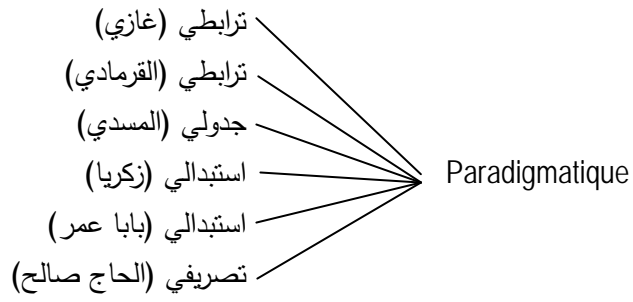 ترابطي (غازي)
ترابطي (القرمادي)
جدولي (المسدي)
استبدالي (زكريا)
استبدالي (بابا عمر)
تصريفي (الحاج صالح)
Paradigmatique